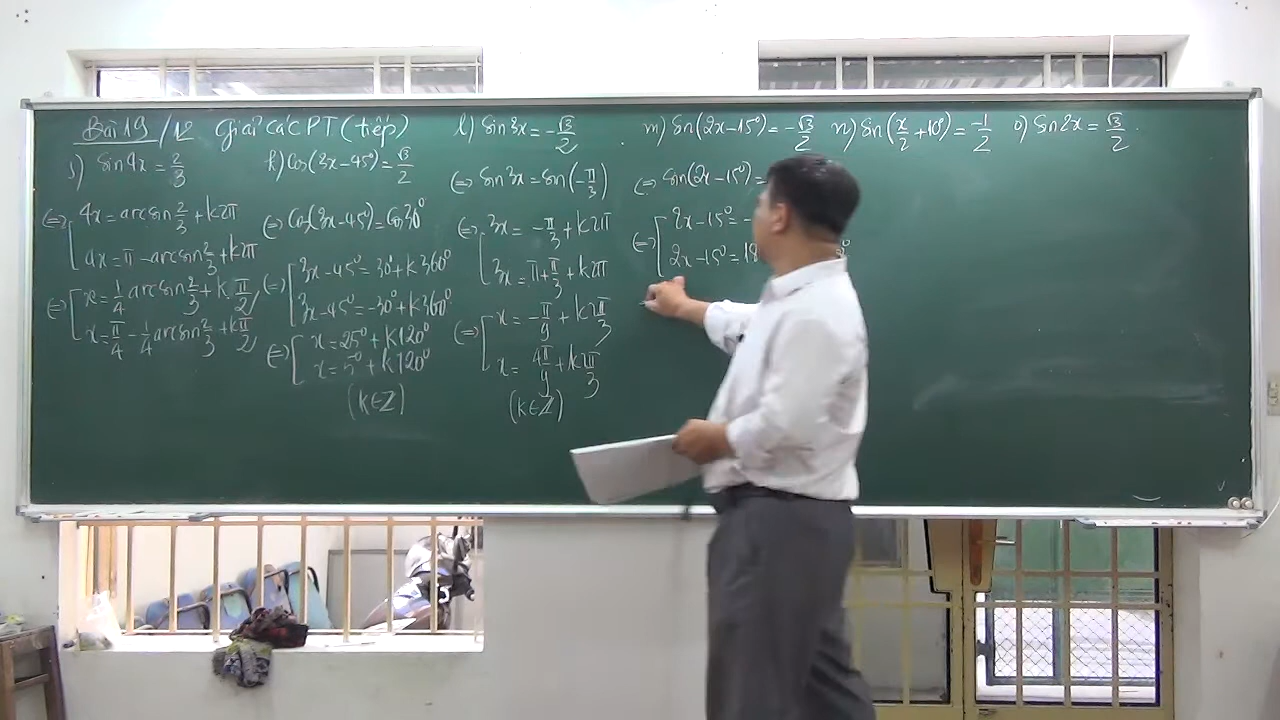 Bài 19/12 Giải các PT (tiếp)
j) sin4x = 2/3
⇔ [ 4x = arcsin 2/3 + k2π
4x = π - arcsin 2/3 + k2π
⇔ [ x = 1/4 arcsin 2/3 + k π/2
x = π/4 - 1/4 arcsin 2/3 + k π/2
k) cos(3x-45°) = √3/2
⇔ cos(3x-45°) = cos30°
⇔ [ 3x-45° = 30° + k360°
3x-45° = -30° + k360°
⇔ [ x = 25° + k120°
x = 5° + k120°
(k∈Z)
l) sin3x = -√3/2
⇔ sin3x = sin(-π/3)
⇔ [ 3x = -π/3 + k2π
3x = π + π/3 + k2π
⇔ [ x = -π/9 + k2π/3
x = 4π/9 + k2π/3
(k∈Z)
m) sin(2x-15°) = -√3/2
⇔ sin(2x-15°) =
⇔ [ 2x-15° = -
2x-15° = 18
n) sin(x/2 + 10°) = -1/2
o) sin2x = √3/2